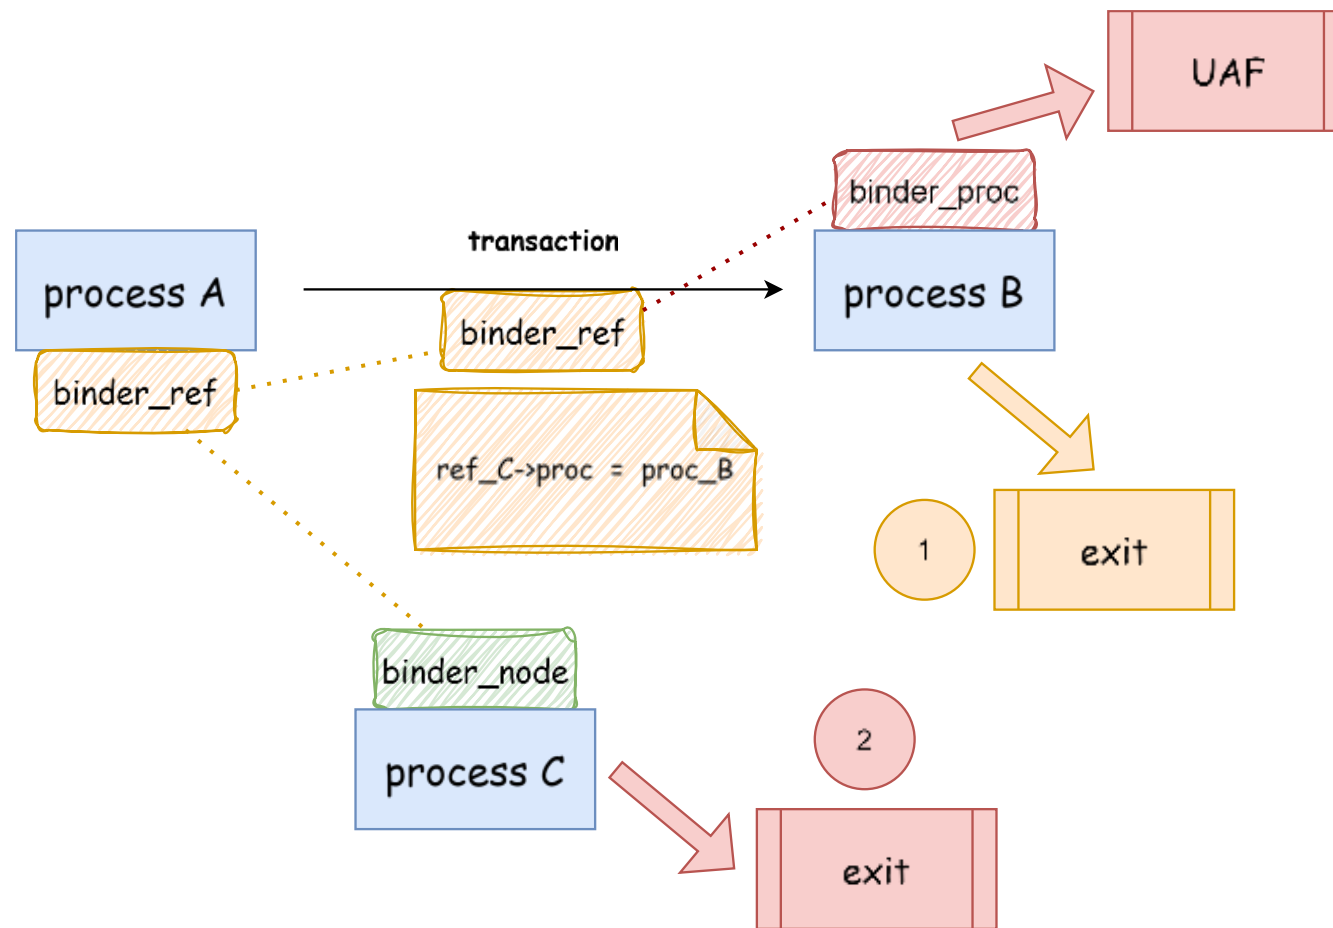 UAF
binder_proc
transaction
process A
process B
binder_ref
binder_ref
ref_C->proc = proc_B
1
exit
binder_node
process C
2
exit